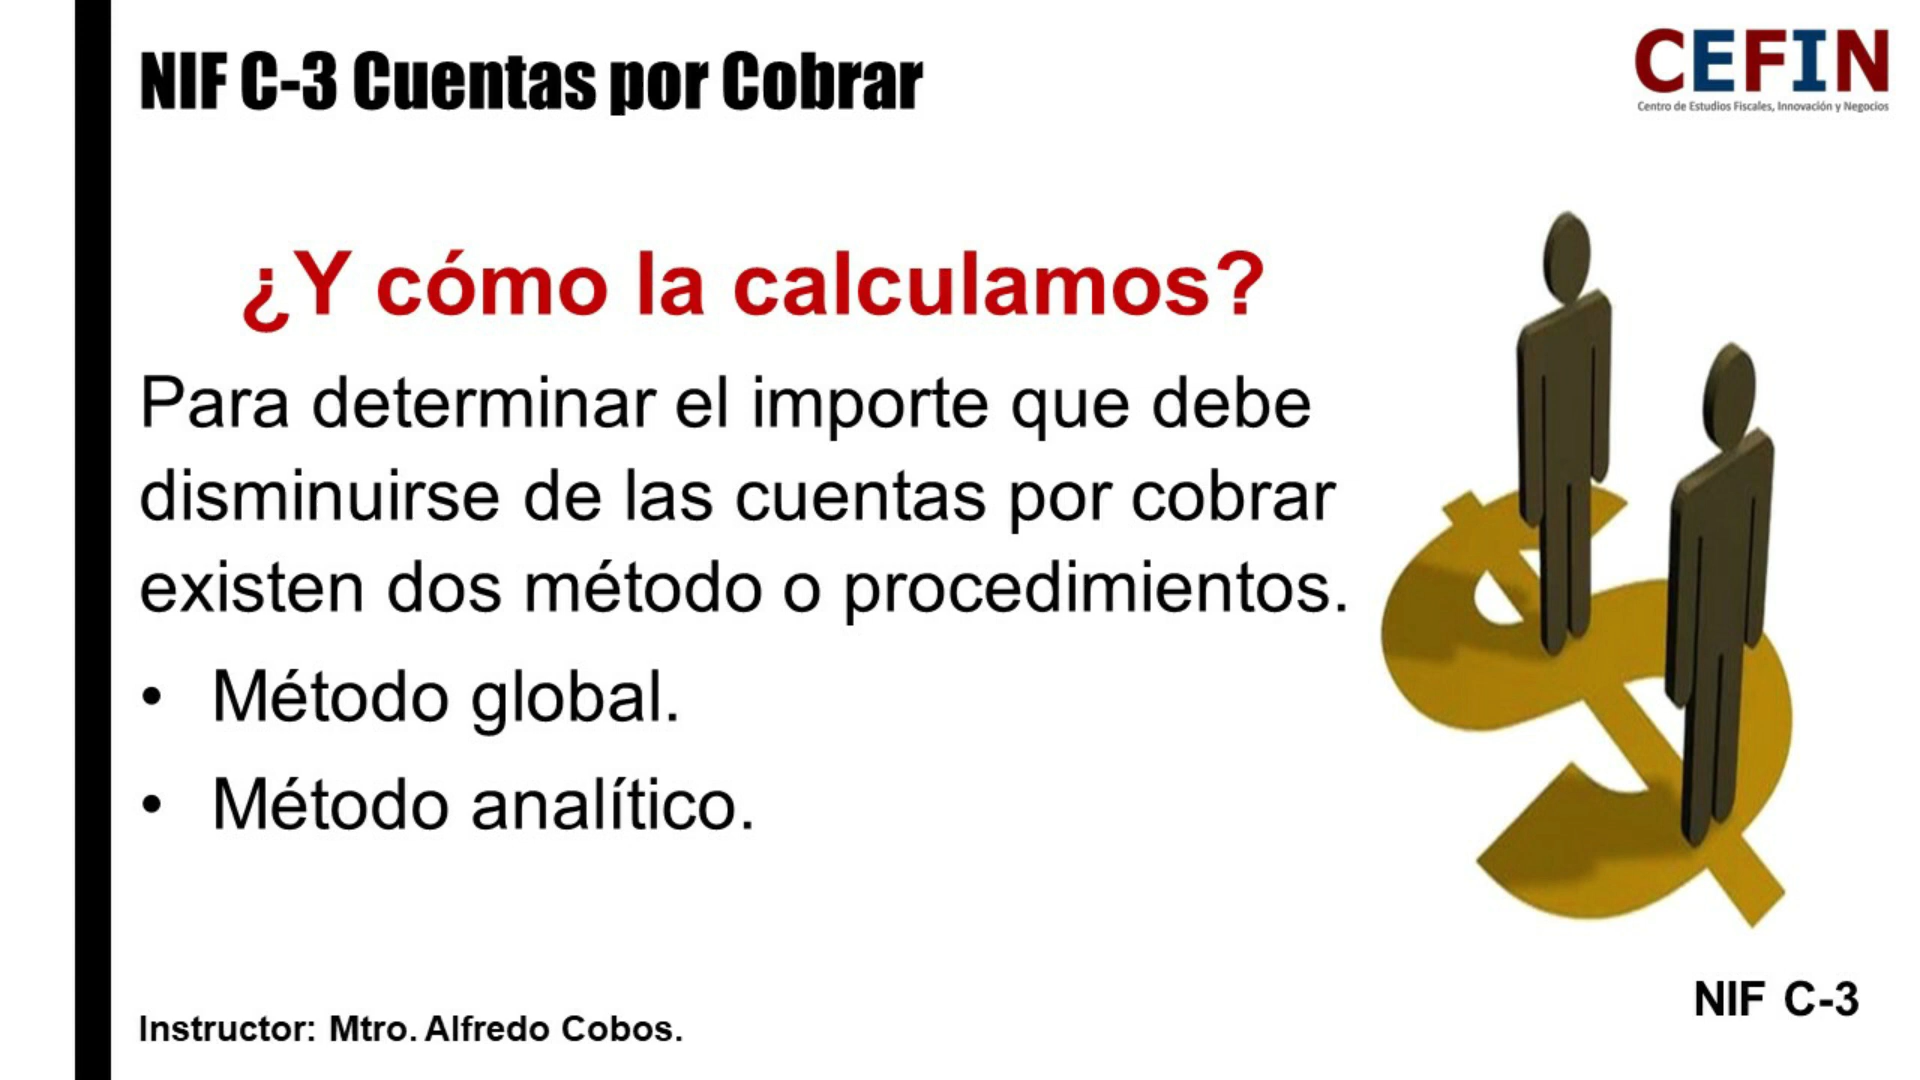 NIF C-3 Cuentas por Cobrar
CEFIN
Centro de Estudios Fiscales, Innovación y Negocios
¿Y cómo la calculamos?
Para determinar el importe que debe
disminuirse de las cuentas por cobrar
existen dos método o procedimientos.
• Método global.
• Método analítico.
NIF C-3
Instructor: Mtro. Alfredo Cobos.